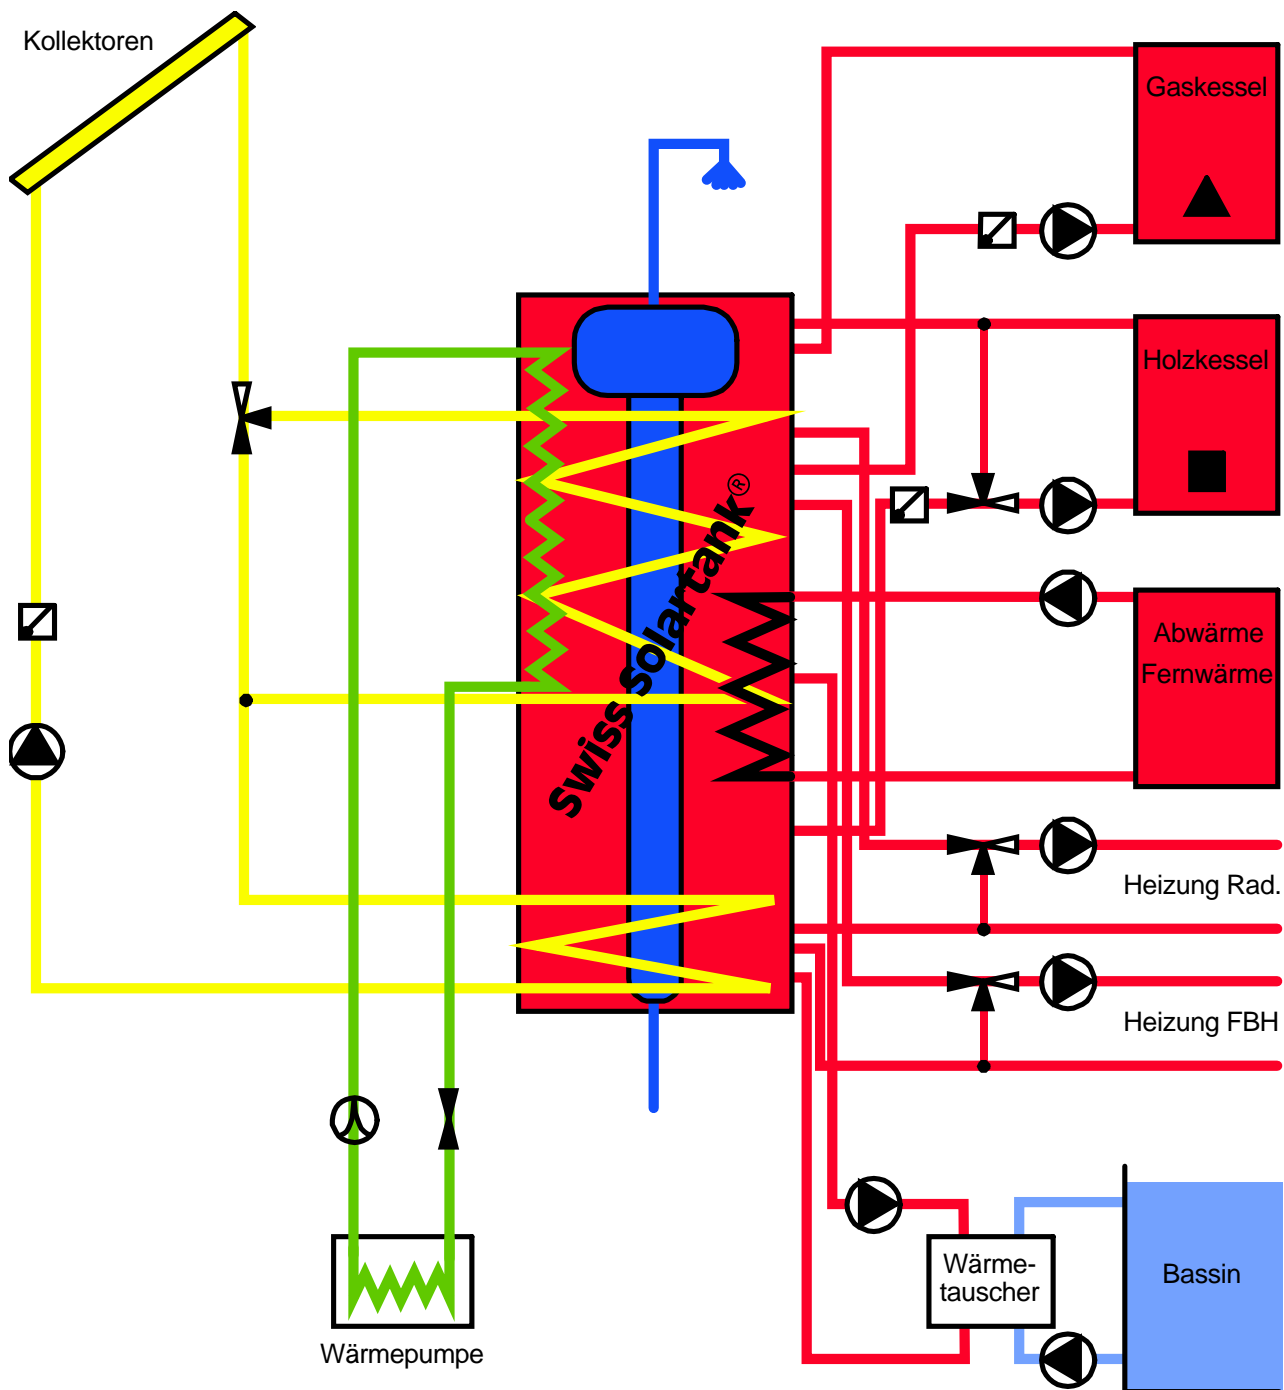 Kollektoren
Gaskessel
Holzkessel
Swiss solartank®
Abwärme
Fernwärme
Heizung Rad.
Heizung FBH
Wärme-
tauscher
Bassin
Wärmepumpe